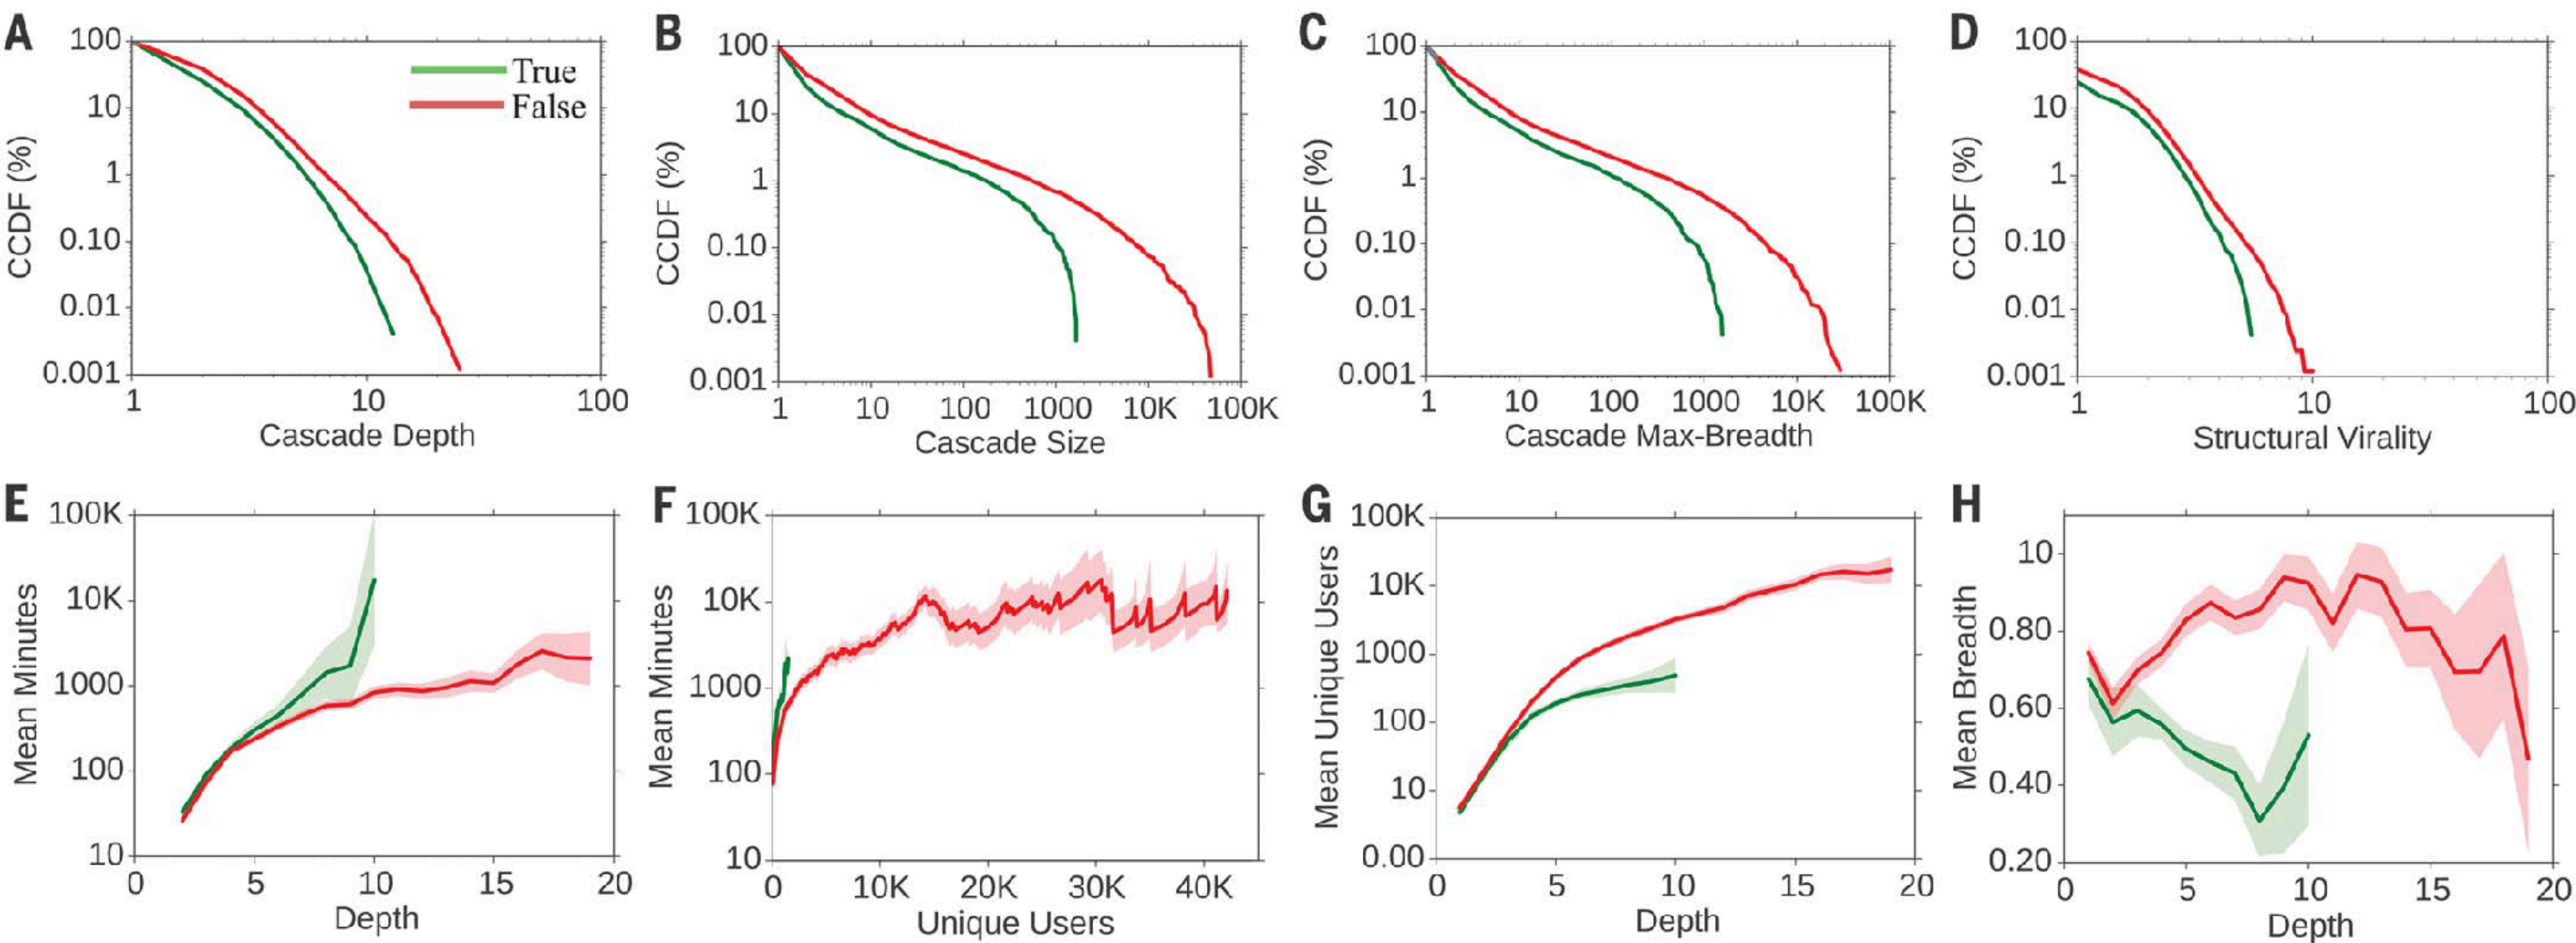 A
100
10
1
0.10
0.01
0.001
CCDF (%)
1 10 100
Cascade Depth
True
False
B
100
10
1
0.10
0.01
0.001
CCDF (%)
1 10 100 1000 10K 100K
Cascade Size
C
100
10
1
0.10
0.01
0.001
CCDF (%)
1 10 100 1000 10K 100K
Cascade Max-Breadth
D
100
10
1
0.10
0.01
0.001
CCDF (%)
1 10 100
Structural Virality
E
100K
10K
1000
100
10
Mean Minutes
0 5 10 15 20
Depth
F
100K
10K
1000
100
10
Mean Minutes
0 10K 20K 30K 40K
Unique Users
G
100K
10K
1000
100
10
0.00
Mean Unique Users
0 5 10 15 20
Depth
H
10
0.80
0.60
0.40
0.20
Mean Breadth
0 5 10 15 20
Depth